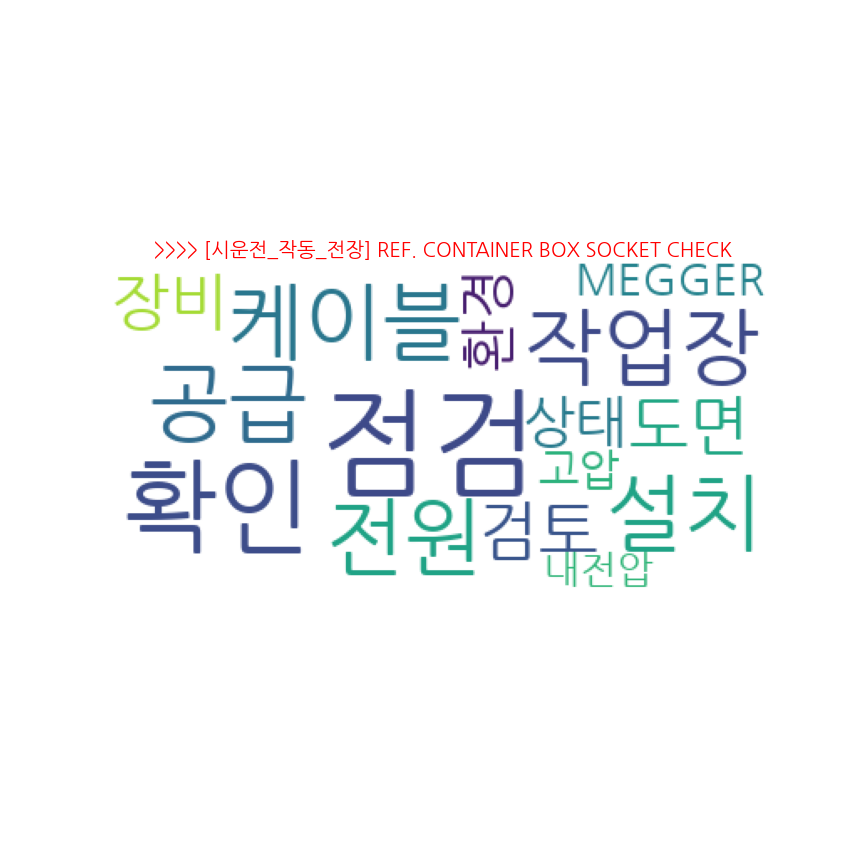 >>>> [시운전_작동_전장] REF. CONTAINER BOX SOCKET CHECK
장비
케이블
환경
MEGGER
작업장
공급
점검
상태
도면
고압
확인
전원
검토
설치
내전압